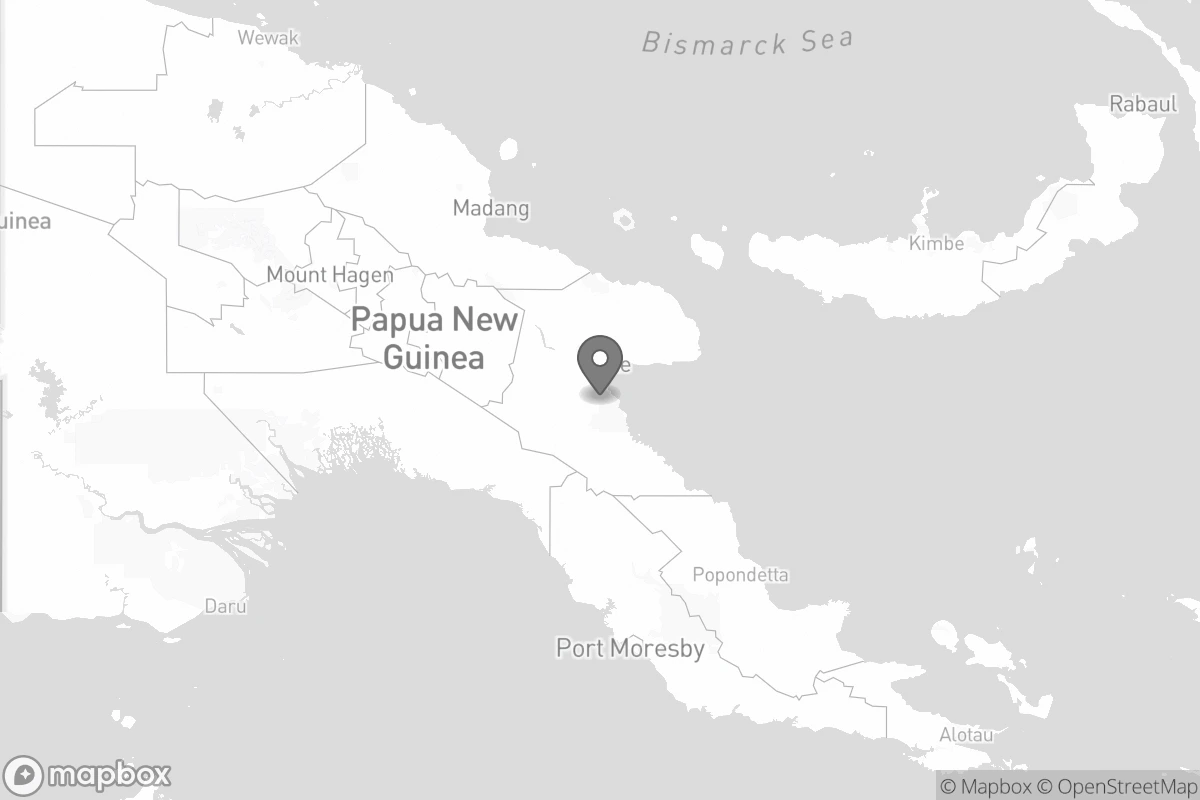 Wewak
Bismarck Sea
Rabaul
Madang
uinea
Kimbe
Mount Hagen
Papua New
Guinea
Popondetta
Daru
Port Moresby
Alotau
mapbox
© Mapbox © OpenStreetMap